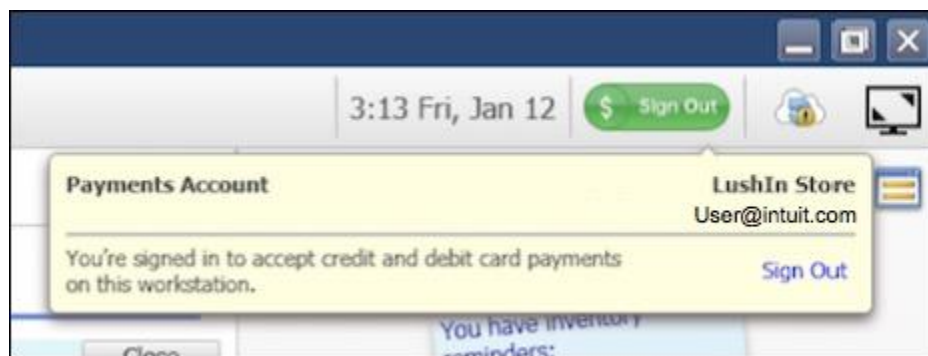 3:13 Fri, Jan 12
$ Sign Out
Payments Account
LushIn Store
User@intuit.com
You're signed in to accept credit and debit card payments
on this workstation.
Sign Out
You have inventory
reminders:
Close